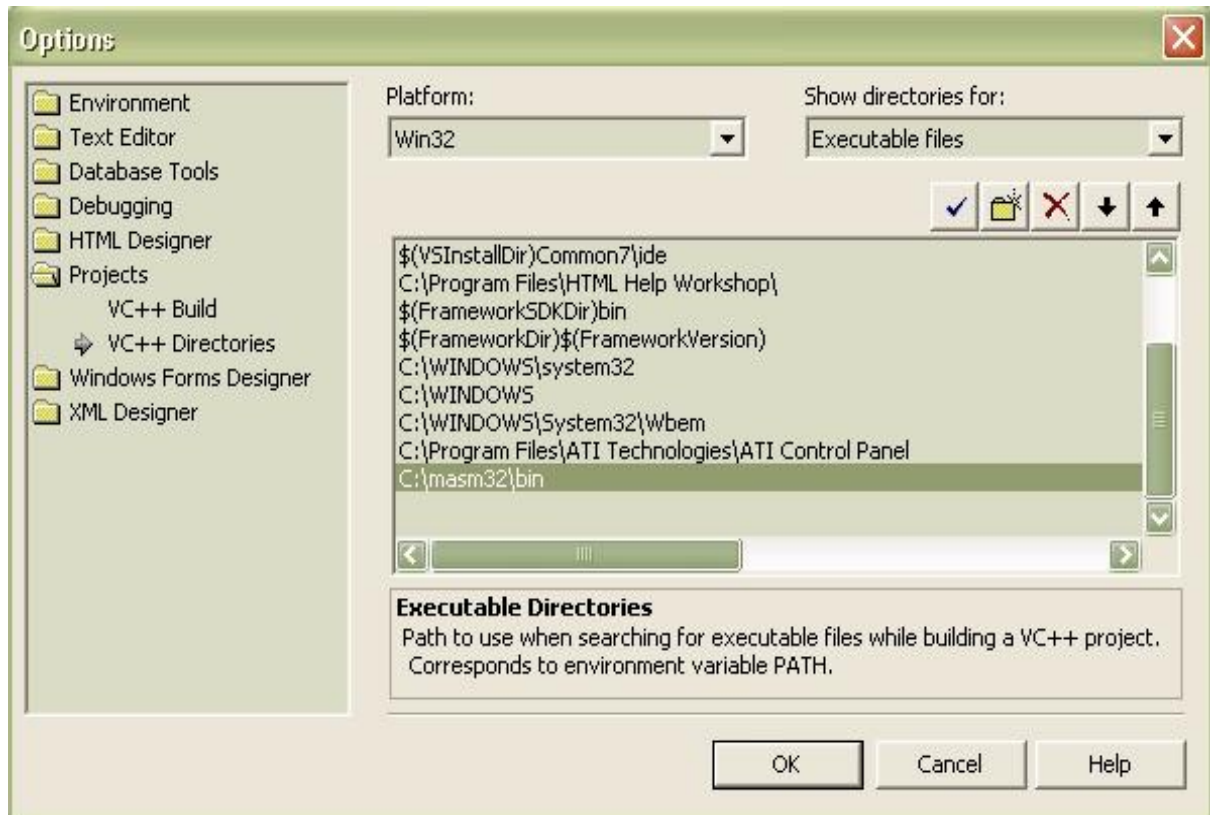 Options
Environment
Text Editor
Database Tools
Debugging
HTML Designer
Projects
VC++ Build
VC++ Directories
Windows Forms Designer
XML Designer
Platform:
Win32
Show directories for:
Executable files
$(VSInstallDir)Common7\ide
C:\Program Files\HTML Help Workshop\
$(FrameworkSDKDir)bin
$(FrameworkDir)$(FrameworkVersion)
C:\WINDOWS\system32
C:\WINDOWS
C:\WINDOWS\System32\Wbem
C:\Program Files\ATI Technologies\ATI Control Panel
C:\masm32\bin
Executable Directories
Path to use when searching for executable files while building a VC++ project.
Corresponds to environment variable PATH.
OK
Cancel
Help